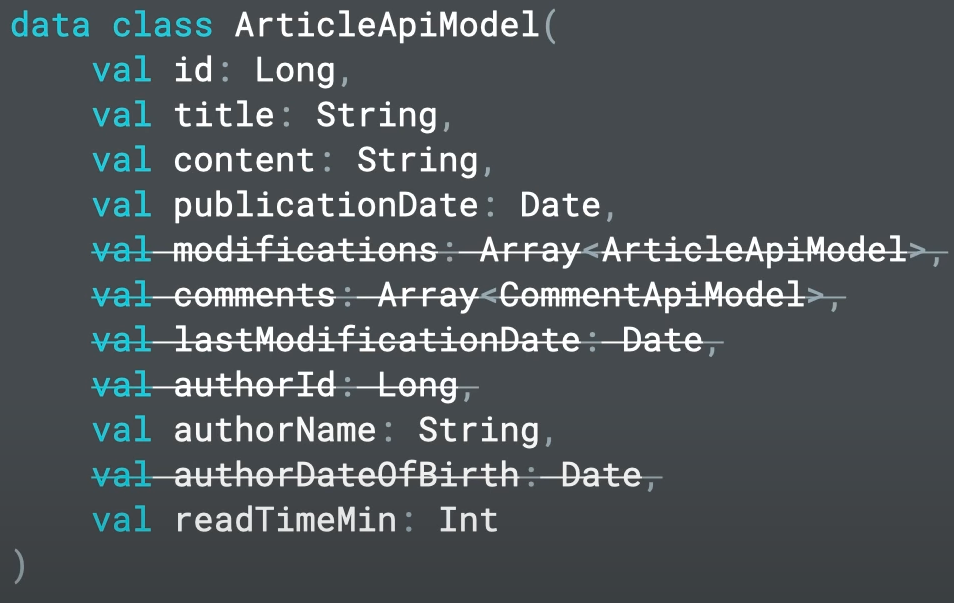 data class ArticleApiModel(
val id: Long,
val title: String,
val content: String,
val publicationDate: Date,
val modifications: Array<ArticleApiModel>,
val comments: Array<CommentApiModel>,
val lastModificationDate: Date,
val authorId: Long,
val authorName: String,
val authorDateOfBirth: Date,
val readTimeMin: Int
)